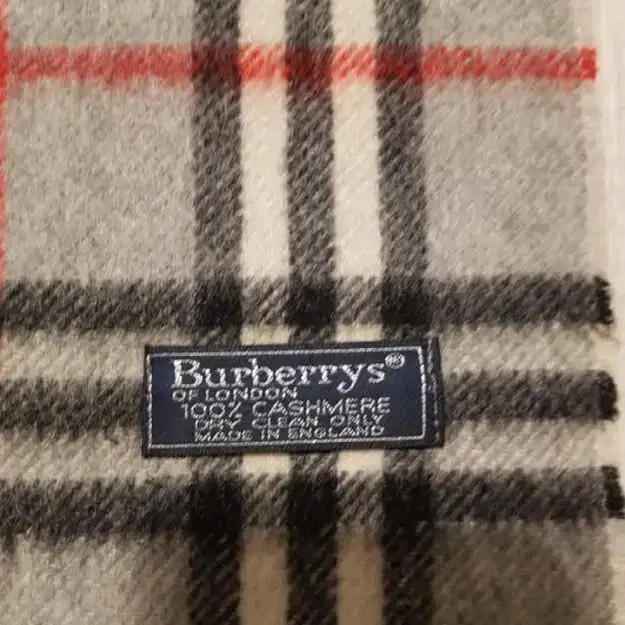 Burberrys®
OF LONDON
100% CASHMERE
DRY CLEAN ONLY
MADE IN ENGLAND